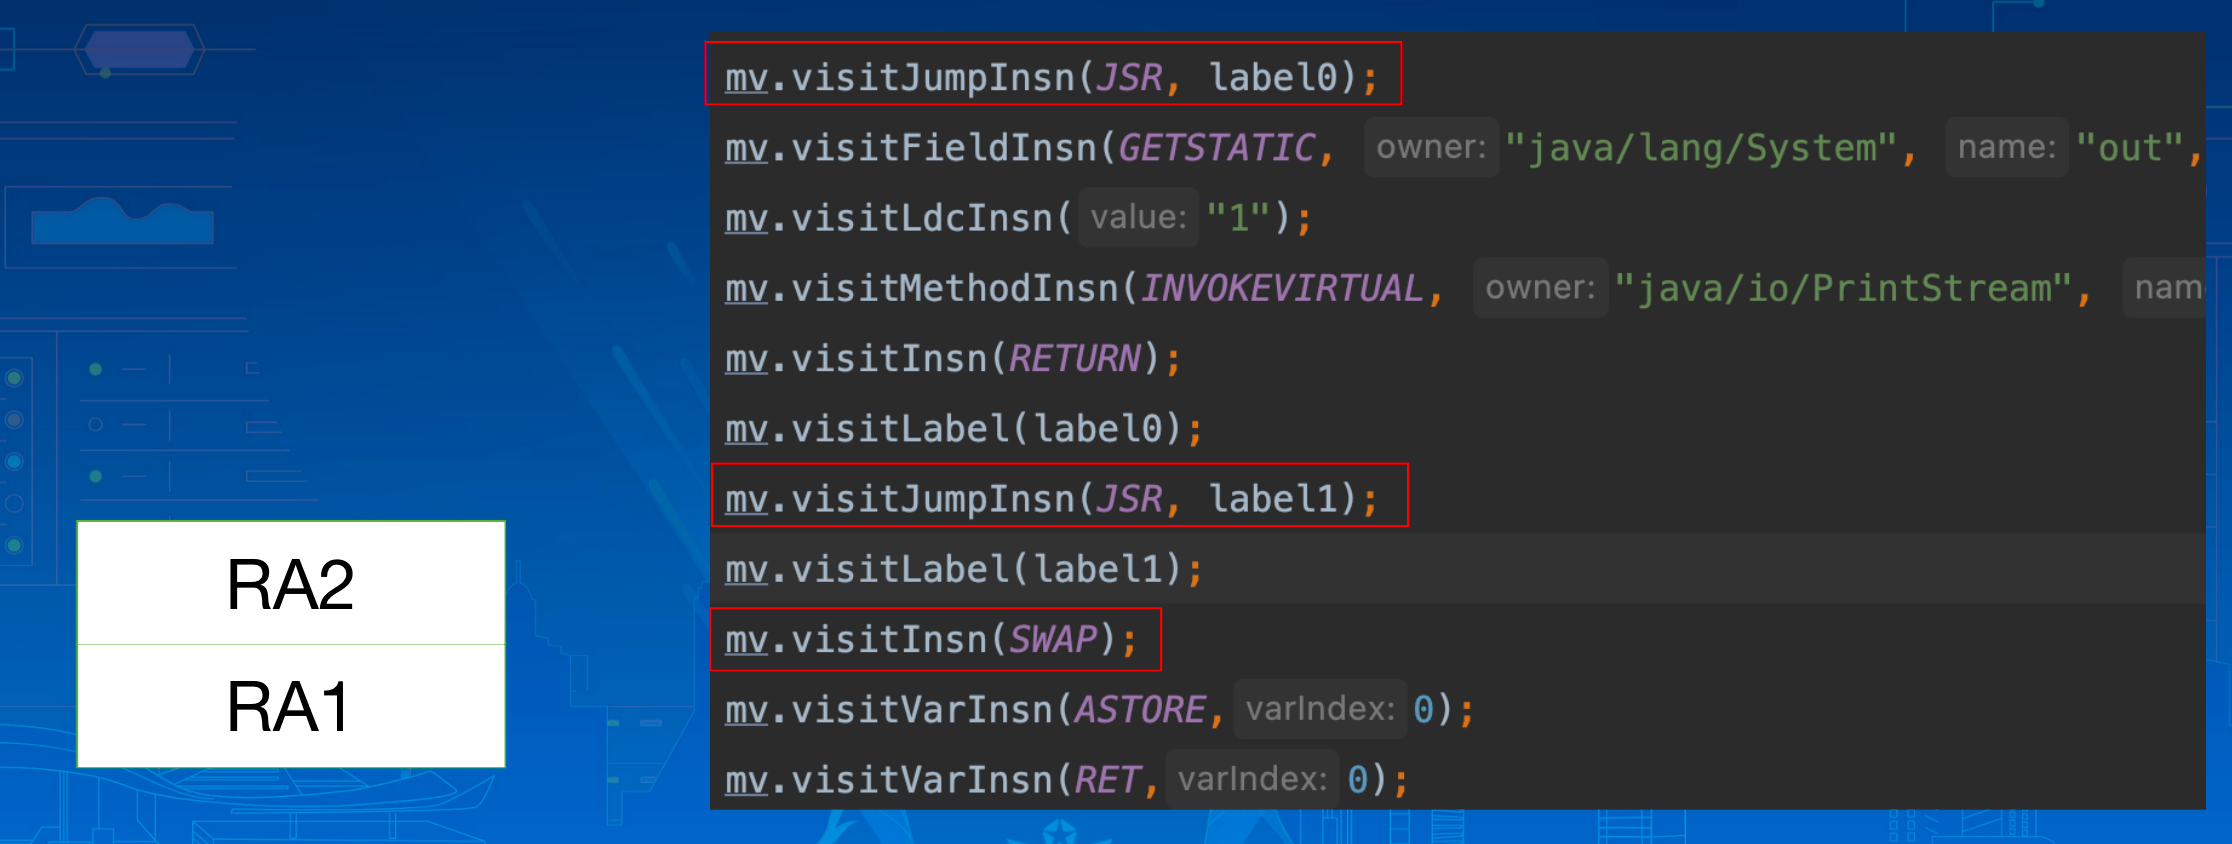 mv.visitJumpInsn(JSR, label0);
mv.visitFieldInsn(GETSTATIC, owner: "java/lang/System", name: "out",
mv.visitLdcInsn( value: "1");
mv.visitMethodInsn(INVOKEVIRTUAL, owner: "java/io/PrintStream", nam
mv.visitInsn(RETURN);
mv.visitLabel(label0);
mv.visitJumpInsn(JSR, label1);
mv.visitLabel(label1);
mv.visitInsn(SWAP);
mv.visitVarInsn(ASTORE, varIndex: 0);
mv.visitVarInsn(RET, varIndex: 0);
RA2
RA1